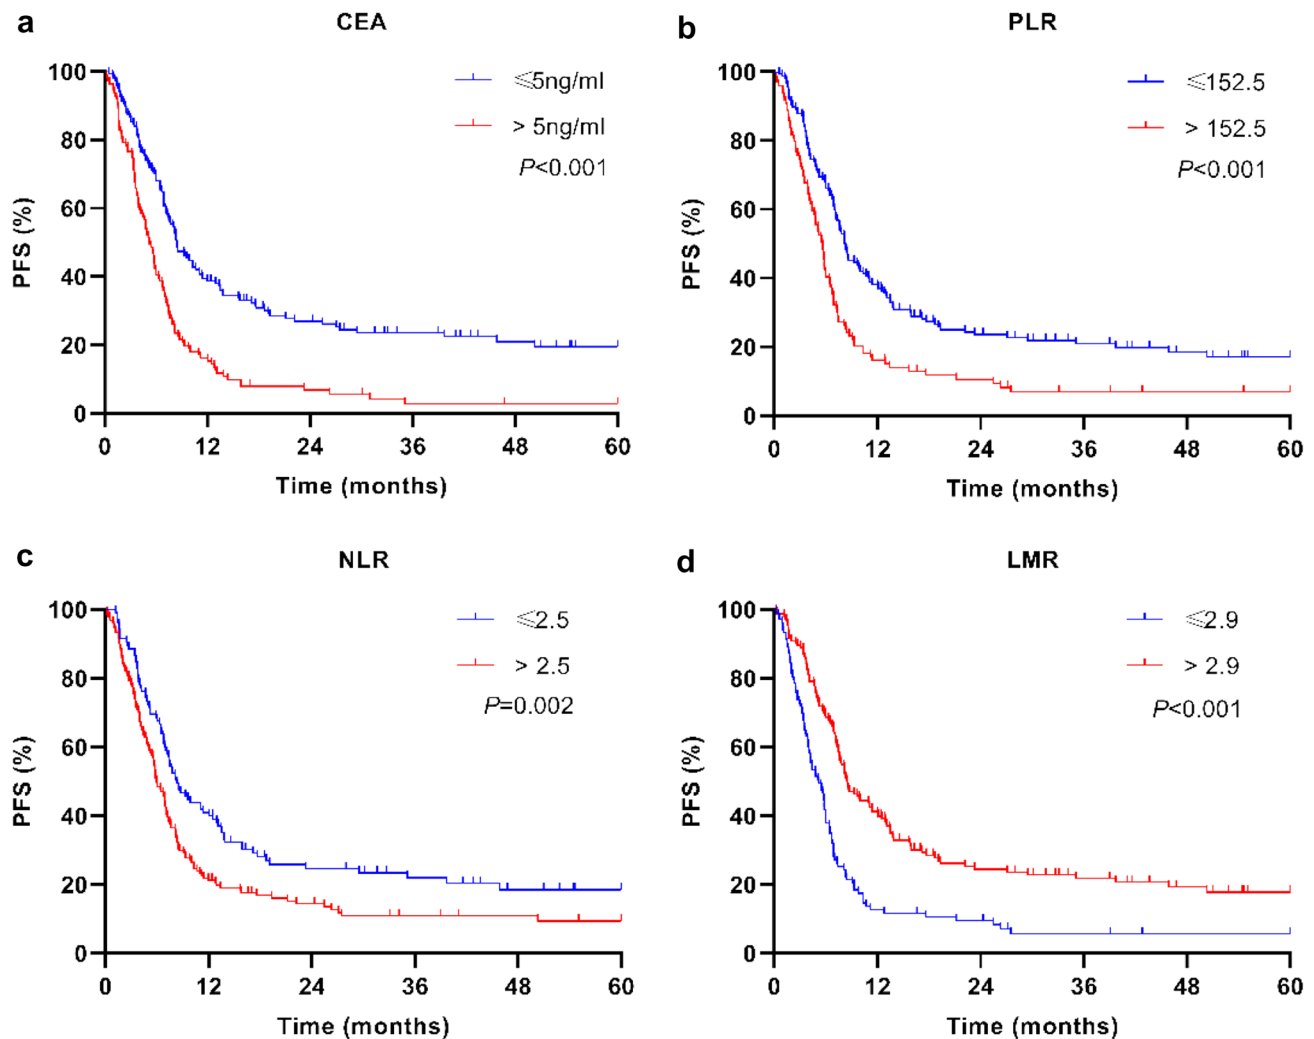 a
CEA
100
80
60
40
20
0
PFS (%)
⩽5ng/ml
> 5ng/ml
P<0.001
0 12 24 36 48 60
Time (months)
b
PLR
100
80
60
40
20
0
PFS (%)
⩽152.5
> 152.5
P<0.001
0 12 24 36 48 60
Time (months)
c
NLR
100
80
60
40
20
0
PFS (%)
⩽2.5
> 2.5
P=0.002
0 12 24 36 48 60
Time (months)
d
LMR
100
80
60
40
20
0
PFS (%)
⩽2.9
> 2.9
P<0.001
0 12 24 36 48 60
Time (months)